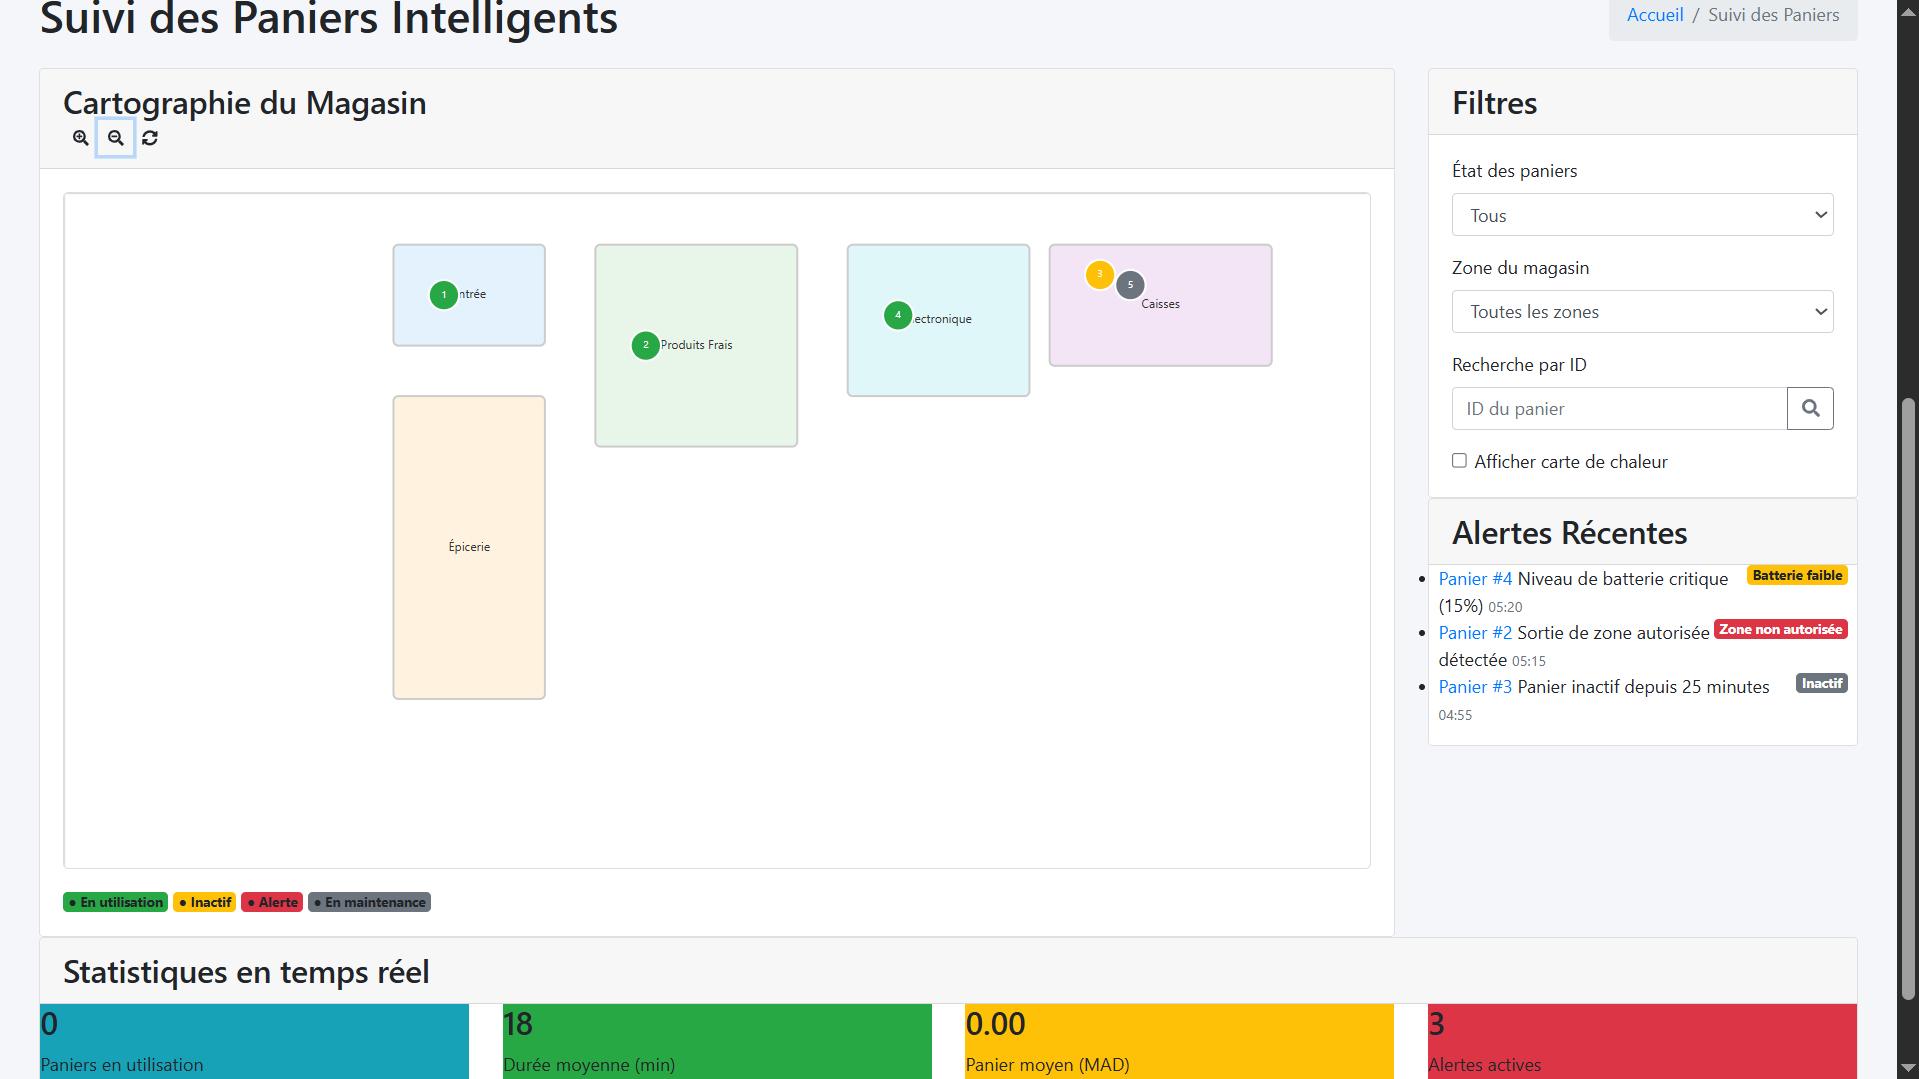 Suivi des Paniers Intelligents
Accueil / Suivi des Paniers
Cartographie du Magasin
1 ntrée
2 Produits Frais
4 ectronique
3
5
Caisses
Épicerie
● En utilisation ● Inactif ● Alerte ● En maintenance
Filtres
État des paniers
Tous
Zone du magasin
Toutes les zones
Recherche par ID
ID du panier
Afficher carte de chaleur
Alertes Récentes
Panier #4 Niveau de batterie critique Batterie faible
(15%) 05:20
Panier #2 Sortie de zone autorisée Zone non autorisée
détectée 05:15
Panier #3 Panier inactif depuis 25 minutes Inactif
04:55
Statistiques en temps réel
0
Paniers en utilisation
18
Durée moyenne (min)
0.00
Panier moyen (MAD)
3
Alertes actives